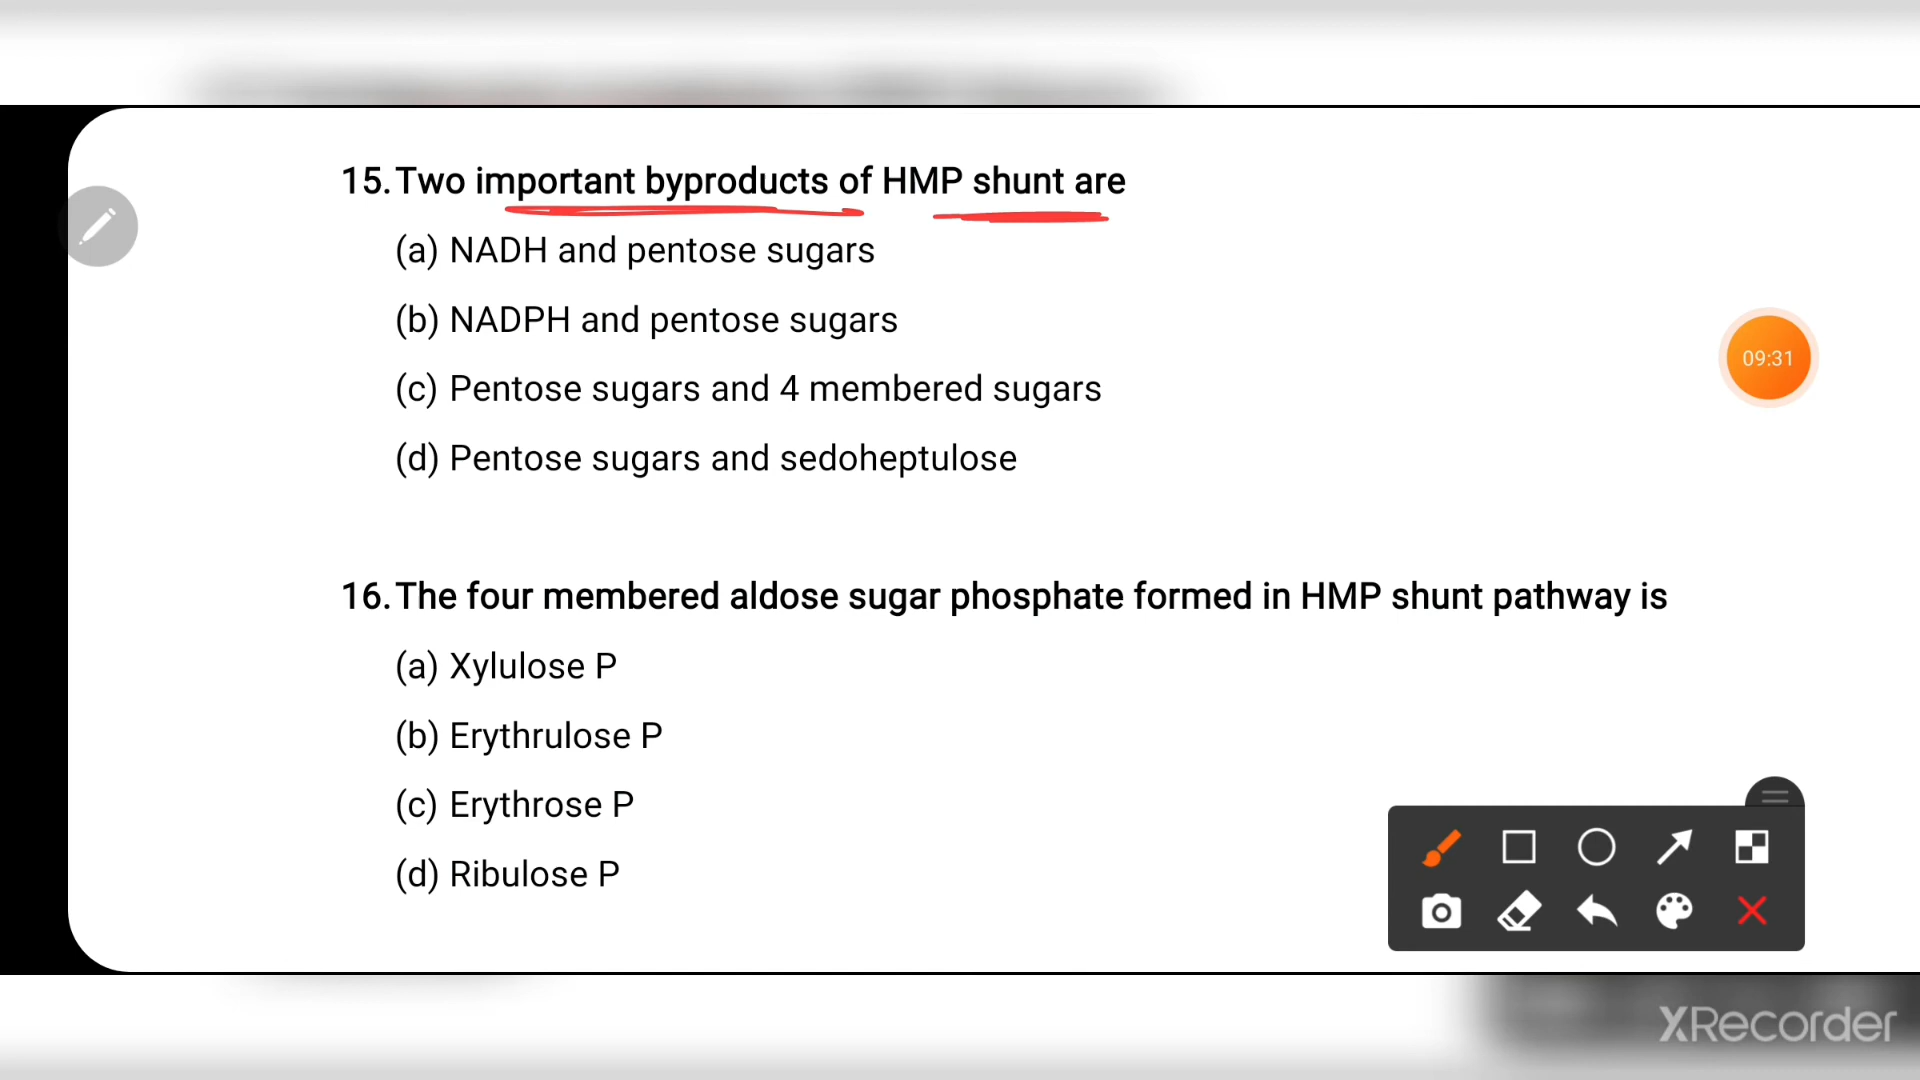 15. Two important byproducts of HMP shunt are
(a) NADH and pentose sugars
(b) NADPH and pentose sugars
09:31
(c) Pentose sugars and 4 membered sugars
(d) Pentose sugars and sedoheptulose
16. The four membered aldose sugar phosphate formed in HMP shunt pathway is
(a) Xylulose P
(b) Erythrulose P
(c) Erythrose P
(d) Ribulose P
XRecorder